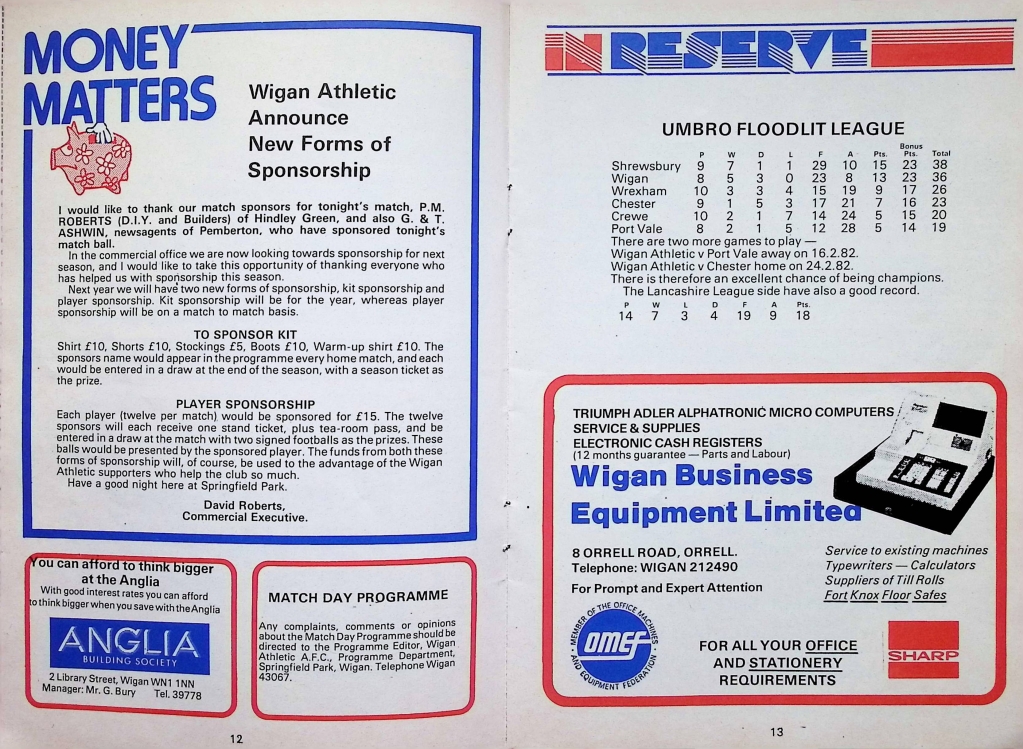 MONEY
MATTERS
Wigan Athletic
Announce
New Forms of
Sponsorship
I would like to thank our match sponsors for tonight's match, P.M.
ROBERTS (D.I.Y. and Builders) of Hindley Green, and also G. & T.
ASHWIN, newsagents of Pemberton, who have sponsored tonight's
match ball.
In the commercial office we are now looking towards sponsorship for next
season, and I would like to take this opportunity of thanking everyone who
has helped us with sponsorship this season.
Next year we will have two new forms of sponsorship, kit sponsorship and
player sponsorship. Kit sponsorship will be for the year, whereas player
sponsorship will be on a match to match basis.
TO SPONSOR KIT
Shirt £10, Shorts £10, Stockings £5, Boots £10, Warm-up shirt £10. The
sponsors name would appear in the programme every home match, and each
would be entered in a draw at the end of the season, with a season ticket as
the prize.
PLAYER SPONSORSHIP
Each player (twelve per match) would be sponsored for £15. The twelve
sponsors will each receive one stand ticket, plus tea-room pass, and be
entered in a draw at the match with two signed footballs as the prizes. These
balls would be presented by the sponsored player. The funds from both these
forms of sponsorship will, of course, be used to the advantage of the Wigan
Athletic supporters who help the club so much.
Have a good night here at Springfield Park.
David Roberts,
Commercial Executive.
You can afford to think bigger
at the Anglia
With good interest rates you can afford
to think bigger when you save with the Anglia
ANGLIA
BUILDING SOCIETY
2 Library Street, Wigan WN1 1NN
Manager: Mr. G. Bury Tel. 39778
MATCH DAY PROGRAMME
Any complaints, comments or opinions
about the Match Day Programme should be
directed to the Programme Editor, Wigan
Athletic A.F.C., Programme Department,
Springfield Park, Wigan. Telephone Wigan
43067.
12
IN RESERVE
UMBRO FLOODLIT LEAGUE
P W D L F A Pts. Bonus Pts. Total
Shrewsbury 9 7 1 1 29 10 15 23 38
Wigan 8 5 3 0 23 8 13 23 36
Wrexham 10 3 3 4 15 19 9 17 26
Chester 9 1 5 3 17 21 7 16 23
Crewe 10 2 1 7 14 24 5 15 20
Port Vale 8 2 1 5 12 28 5 14 19
There are two more games to play —
Wigan Athletic v Port Vale away on 16.2.82.
Wigan Athletic v Chester home on 24.2.82.
There is therefore an excellent chance of being champions.
The Lancashire League side have also a good record.
P W L D F A Pts.
14 7 3 4 19 9 18
TRIUMPH ADLER ALPHATRONIC MICRO COMPUTERS
SERVICE & SUPPLIES
ELECTRONIC CASH REGISTERS
(12 months guarantee — Parts and Labour)
Wigan Business
Equipment Limited
8 ORRELL ROAD, ORRELL.
Telephone: WIGAN 212490
For Prompt and Expert Attention
Service to existing machines
Typewriters — Calculators
Suppliers of Till Rolls
Fort Knox Floor Safes
MEMBER OF THE OFFICE MACHINES
AND EQUIPMENT FEDERATION
OMEF
FOR ALL YOUR OFFICE
AND STATIONERY
REQUIREMENTS
SHARP
13